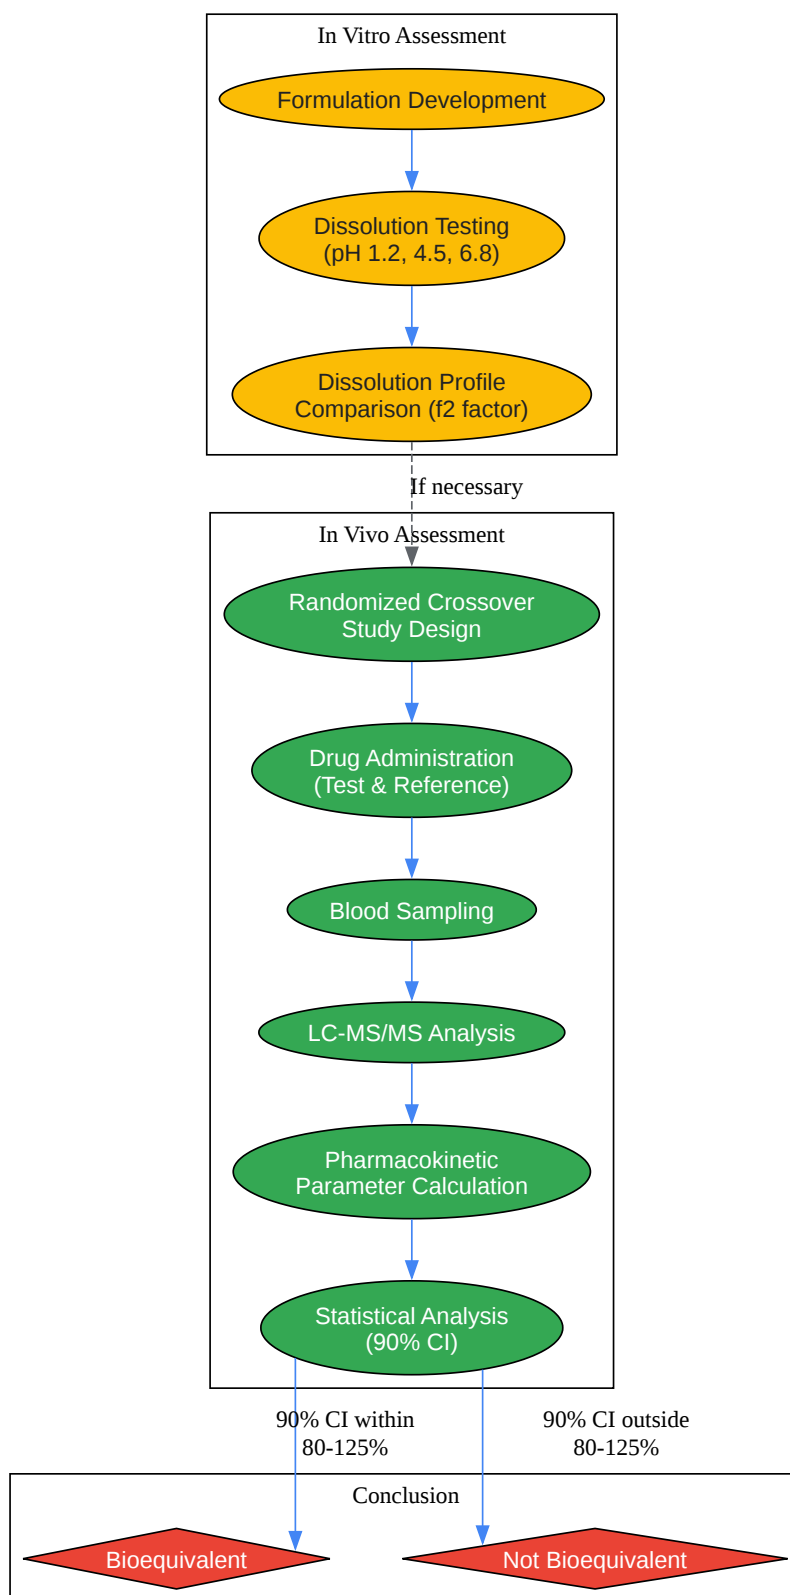 In Vitro Assessment
Formulation Development
Dissolution Testing
(pH 1.2, 4.5, 6.8)
Dissolution Profile
Comparison (f2 factor)
If necessary
In Vivo Assessment
Randomized Crossover
Study Design
Drug Administration
(Test & Reference)
Blood Sampling
LC-MS/MS Analysis
Pharmacokinetic
Parameter Calculation
Statistical Analysis
(90% CI)
90% CI within
80-125%
90% CI outside
80-125%
Conclusion
Bioequivalent
Not Bioequivalent